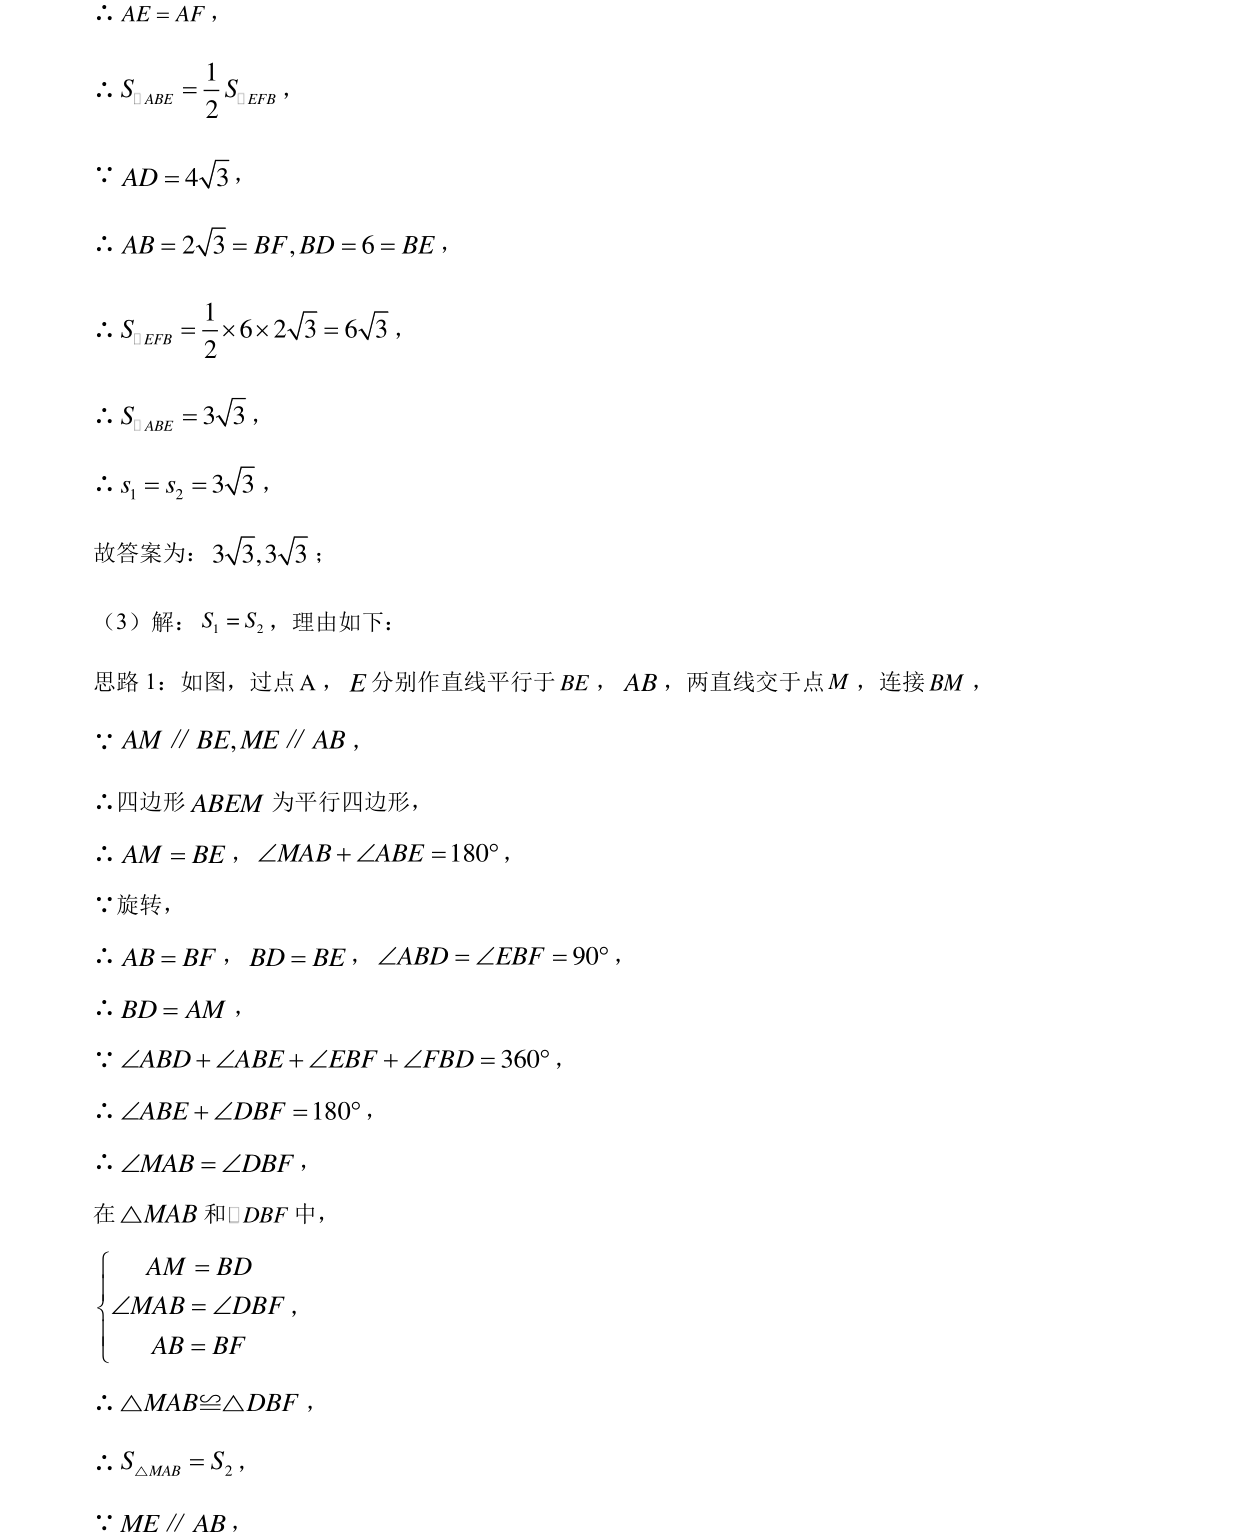 ∴ AE = AF，
∴ S▯ABE = 1/2 S▯EFB，
∵ AD = 4√3，
∴ AB = 2√3 = BF, BD = 6 = BE，
∴ S▯EFB = 1/2 × 6 × 2√3 = 6√3，
∴ S▯ABE = 3√3，
∴ s₁ = s₂ = 3√3，
故答案为：3√3, 3√3；
（3）解：S₁ = S₂，理由如下：
思路 1：如图，过点 A，E 分别作直线平行于 BE，AB，两直线交于点 M，连接 BM，
∵ AM // BE, ME // AB，
∴四边形 ABEM 为平行四边形，
∴ AM = BE，∠MAB + ∠ABE = 180°，
∵旋转，
∴ AB = BF，BD = BE，∠ABD = ∠EBF = 90°，
∴ BD = AM，
∵ ∠ABD + ∠ABE + ∠EBF + ∠FBD = 360°，
∴ ∠ABE + ∠DBF = 180°，
∴ ∠MAB = ∠DBF，
在 △MAB 和 ▯DBF 中，
AM = BD
∠MAB = ∠DBF，
AB = BF
∴ △MAB≌△DBF，
∴ S△MAB = S₂，
∵ ME // AB，